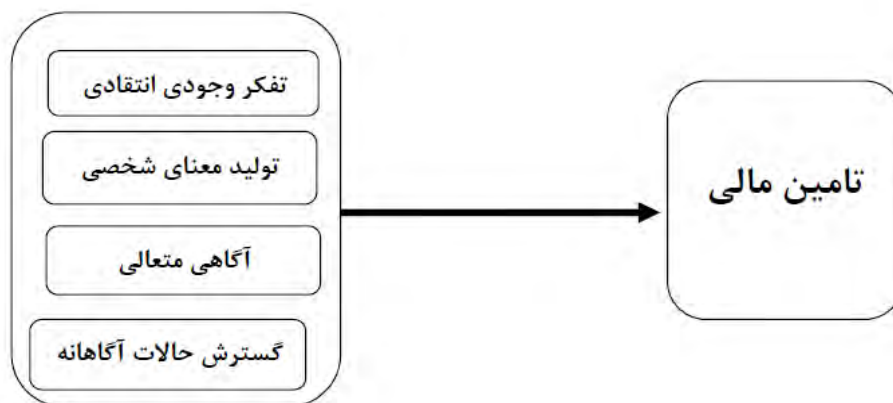 تفکر وجودی انتقادی
تولید معنای شخصی
آگاهی متعالی
گسترش حالات آگاهانه
تامین مالی